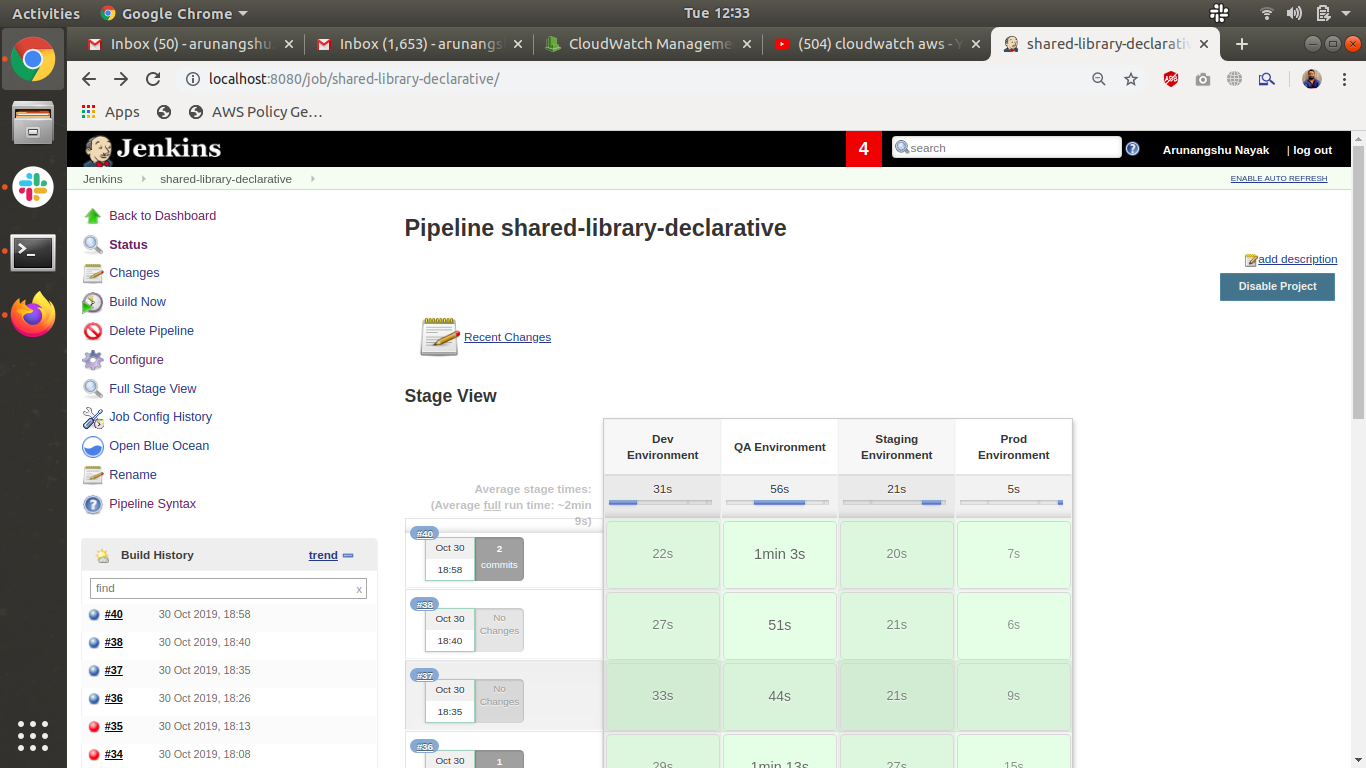 Activities
Google Chrome
Tue 12:33
Inbox (50) - arunangshu
Inbox (1,653) - arunangs
CloudWatch Manageme
(504) cloudwatch aws - Y
shared-library-declarativ
localhost:8080/job/shared-library-declarative/
Apps
AWS Policy Ge…
Jenkins
4
search
Arunangshu Nayak
| log out
Jenkins
shared-library-declarative
ENABLE AUTO REFRESH
Back to Dashboard
Status
Changes
Build Now
Delete Pipeline
Configure
Full Stage View
Job Config History
Open Blue Ocean
Rename
Pipeline Syntax
Build History
trend
find
x
#40 30 Oct 2019, 18:58
#38 30 Oct 2019, 18:40
#37 30 Oct 2019, 18:35
#36 30 Oct 2019, 18:26
#35 30 Oct 2019, 18:13
#34 30 Oct 2019, 18:08
Pipeline shared-library-declarative
add description
Disable Project
Recent Changes
Stage View
Dev
Environment
QA Environment
Staging
Environment
Prod
Environment
Average stage times:
(Average full run time: ~2min
9s)
31s
56s
21s
5s
#40
Oct 30
18:58
2
commits
22s
1min 3s
20s
7s
#38
Oct 30
18:40
No
Changes
27s
51s
21s
6s
#37
Oct 30
18:35
No
Changes
33s
44s
21s
9s
#36
Oct 30
1
29s
1min 13s
27s
15s